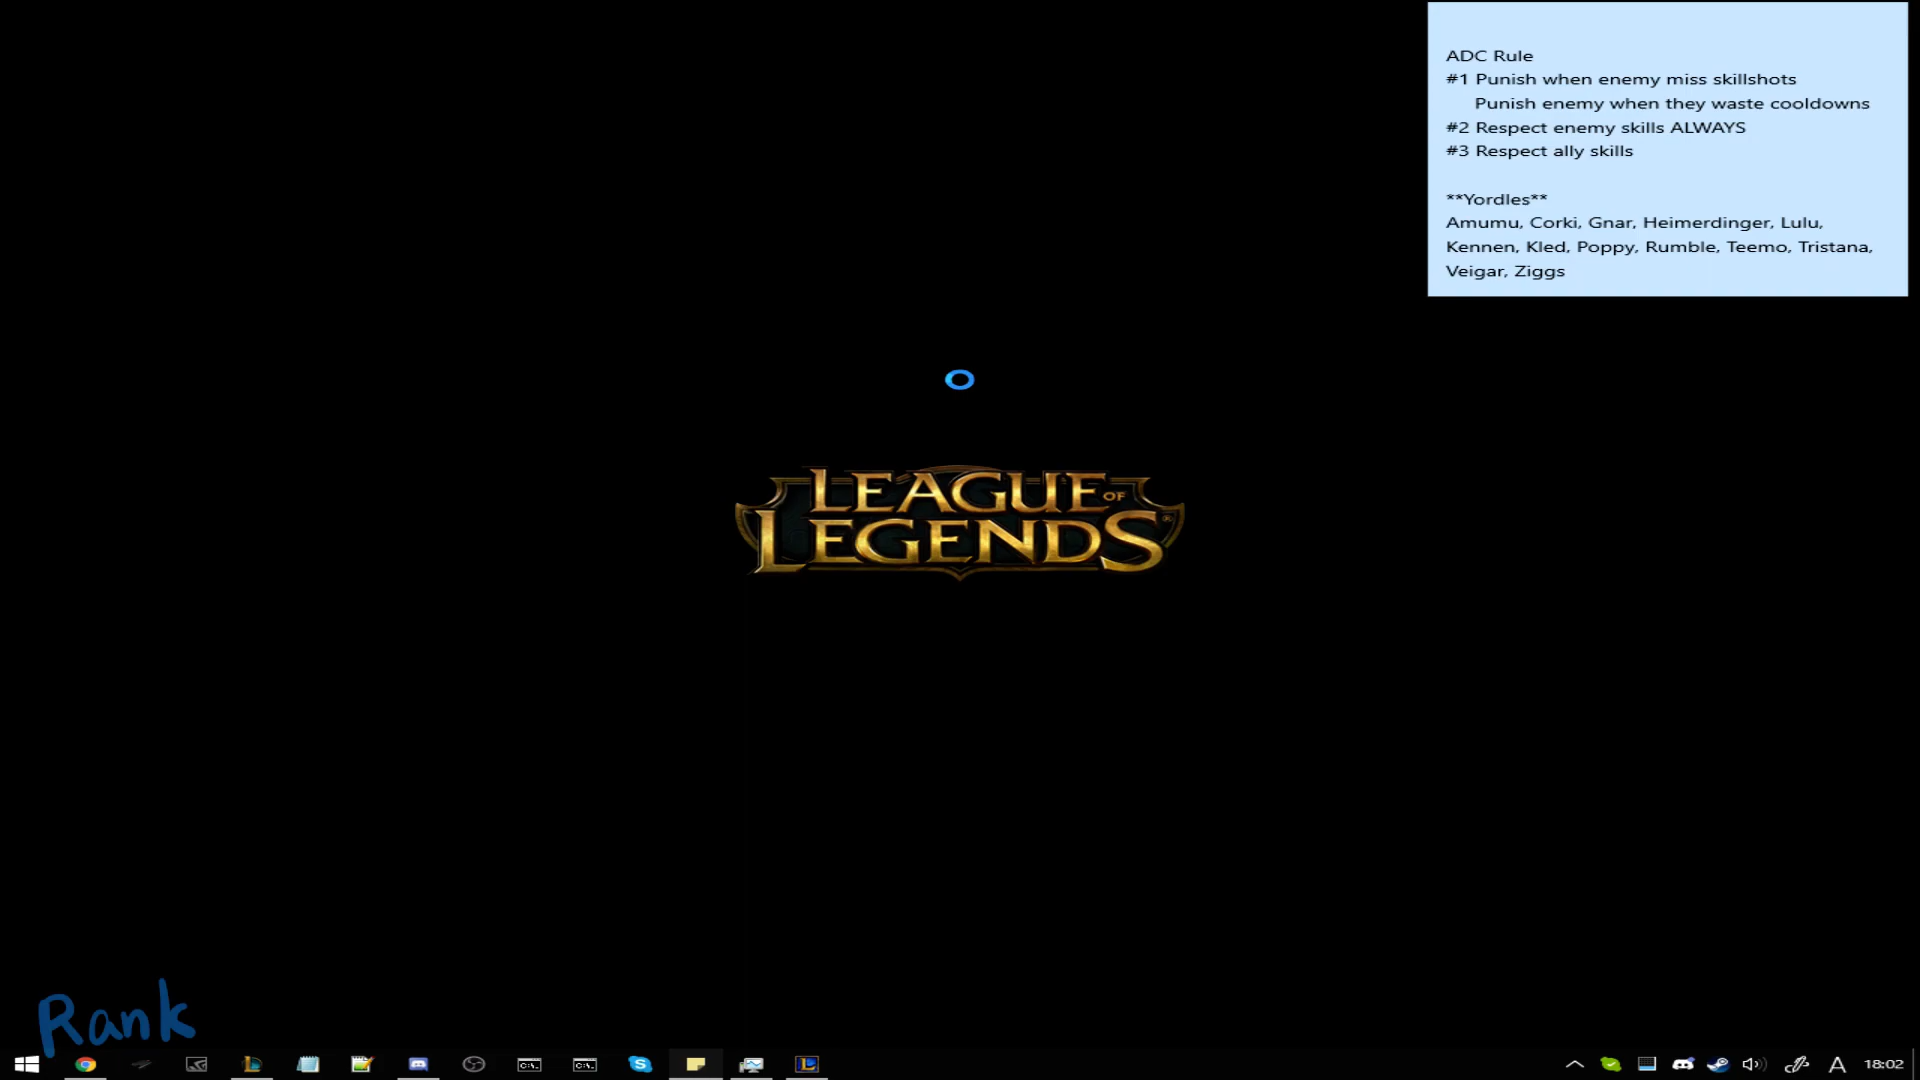 ADC Rule
#1 Punish when enemy miss skillshots
Punish enemy when they waste cooldowns
#2 Respect enemy skills ALWAYS
#3 Respect ally skills
**Yordles**
Amumu, Corki, Gnar, Heimerdinger, Lulu,
Kennen, Kled, Poppy, Rumble, Teemo, Tristana,
Veigar, Ziggs
LEAGUE OF
LEGENDS®
Rank
C:\. C:\. L A 18:02